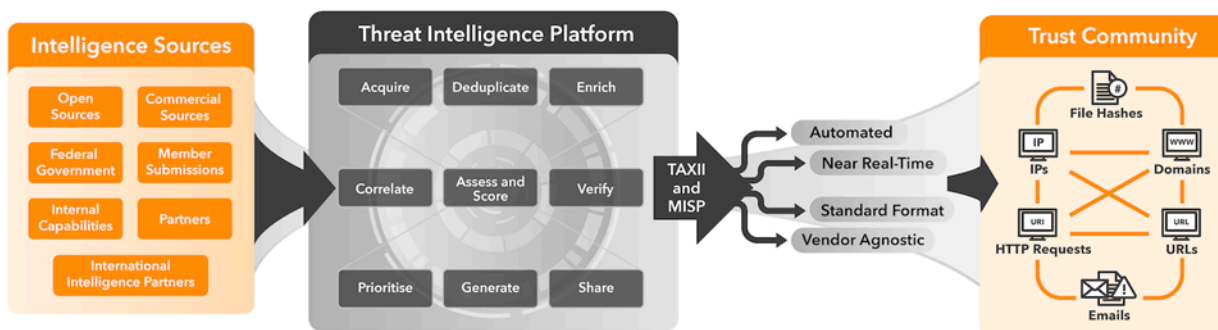 Intelligence Sources
Open
Sources
Commercial
Sources
Federal
Government
Member
Submissions
Internal
Capabilities
Partners
International
Intelligence Partners
Threat Intelligence Platform
Acquire
Deduplicate
Enrich
Correlate
Assess and
Score
Verify
Prioritise
Generate
Share
TAXII
and
MISP
Automated
Near Real-Time
Standard Format
Vendor Agnostic
Trust Community
#
File Hashes
IP
IPs
WWW
Domains
URI
HTTP Requests
URL
URLs
Emails